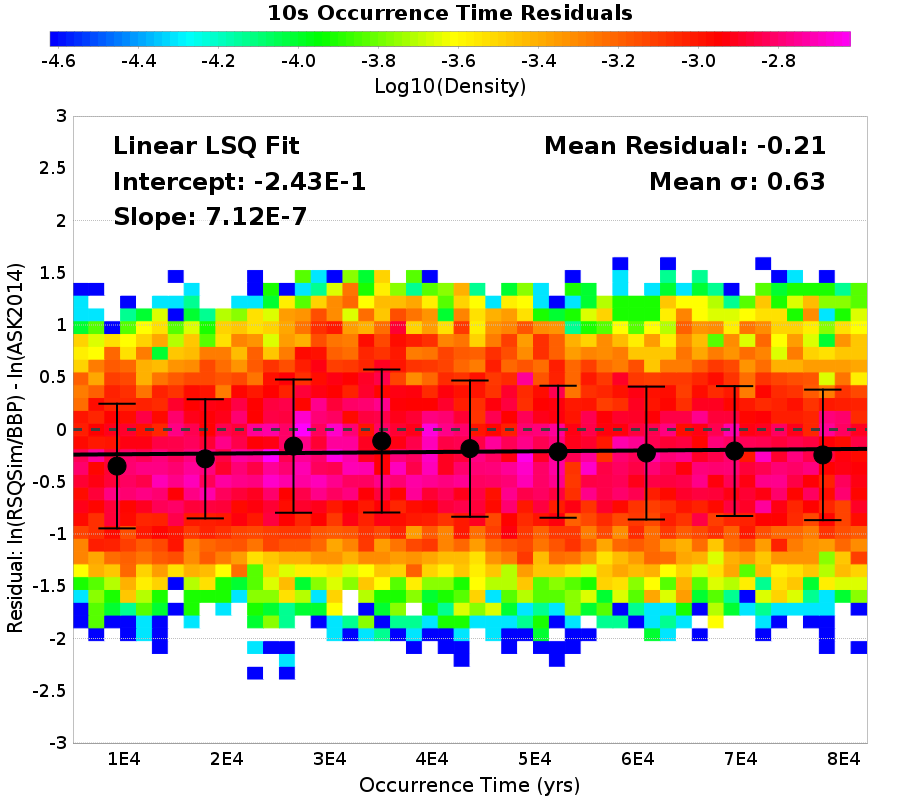 10s Occurrence Time Residuals
-4.6 -4.4 -4.2 -4.0 -3.8 -3.6 -3.4 -3.2 -3.0 -2.8
Log10(Density)
Linear LSQ Fit
Intercept: -2.43E-1
Slope: 7.12E-7
Mean Residual: -0.21
Mean σ: 0.63
Residual: ln(RSQSim/BBP) - ln(ASK2014)
3
2.5
2
1.5
1
0.5
0
-0.5
-1
-1.5
-2
-2.5
-3
1E4 2E4 3E4 4E4 5E4 6E4 7E4 8E4
Occurrence Time (yrs)